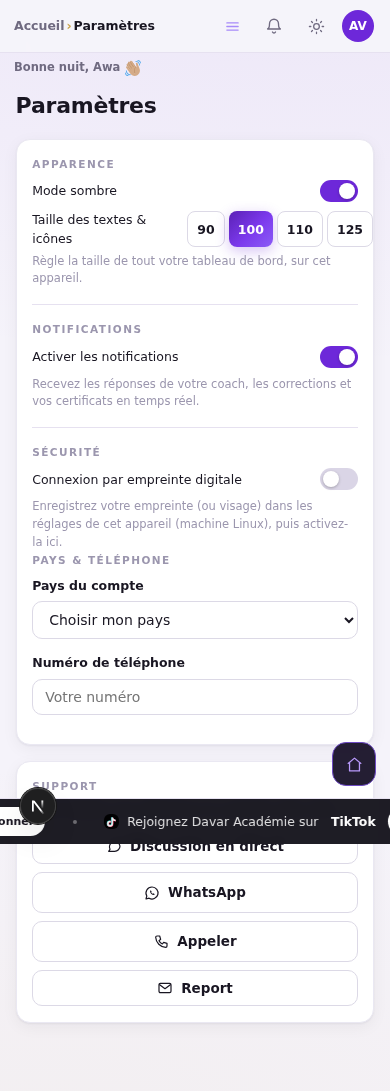 Accueil › Paramètres
AV
Bonne nuit, Awa 👋🏽
Paramètres
APPARENCE
Mode sombre
Taille des textes &
icônes
90 100 110 125
Règle la taille de tout votre tableau de bord, sur cet
appareil.
NOTIFICATIONS
Activer les notifications
Recevez les réponses de votre coach, les corrections et
vos certificats en temps réel.
SÉCURITÉ
Connexion par empreinte digitale
Enregistrez votre empreinte (ou visage) dans les
réglages de cet appareil (machine Linux), puis activez-
la ici.
PAYS & TÉLÉPHONE
Pays du compte
Choisir mon pays
Numéro de téléphone
Votre numéro
SUPPORT
N
• Rejoignez Davar Académie sur TikTok
Discussion en direct
WhatsApp
Appeler
Report